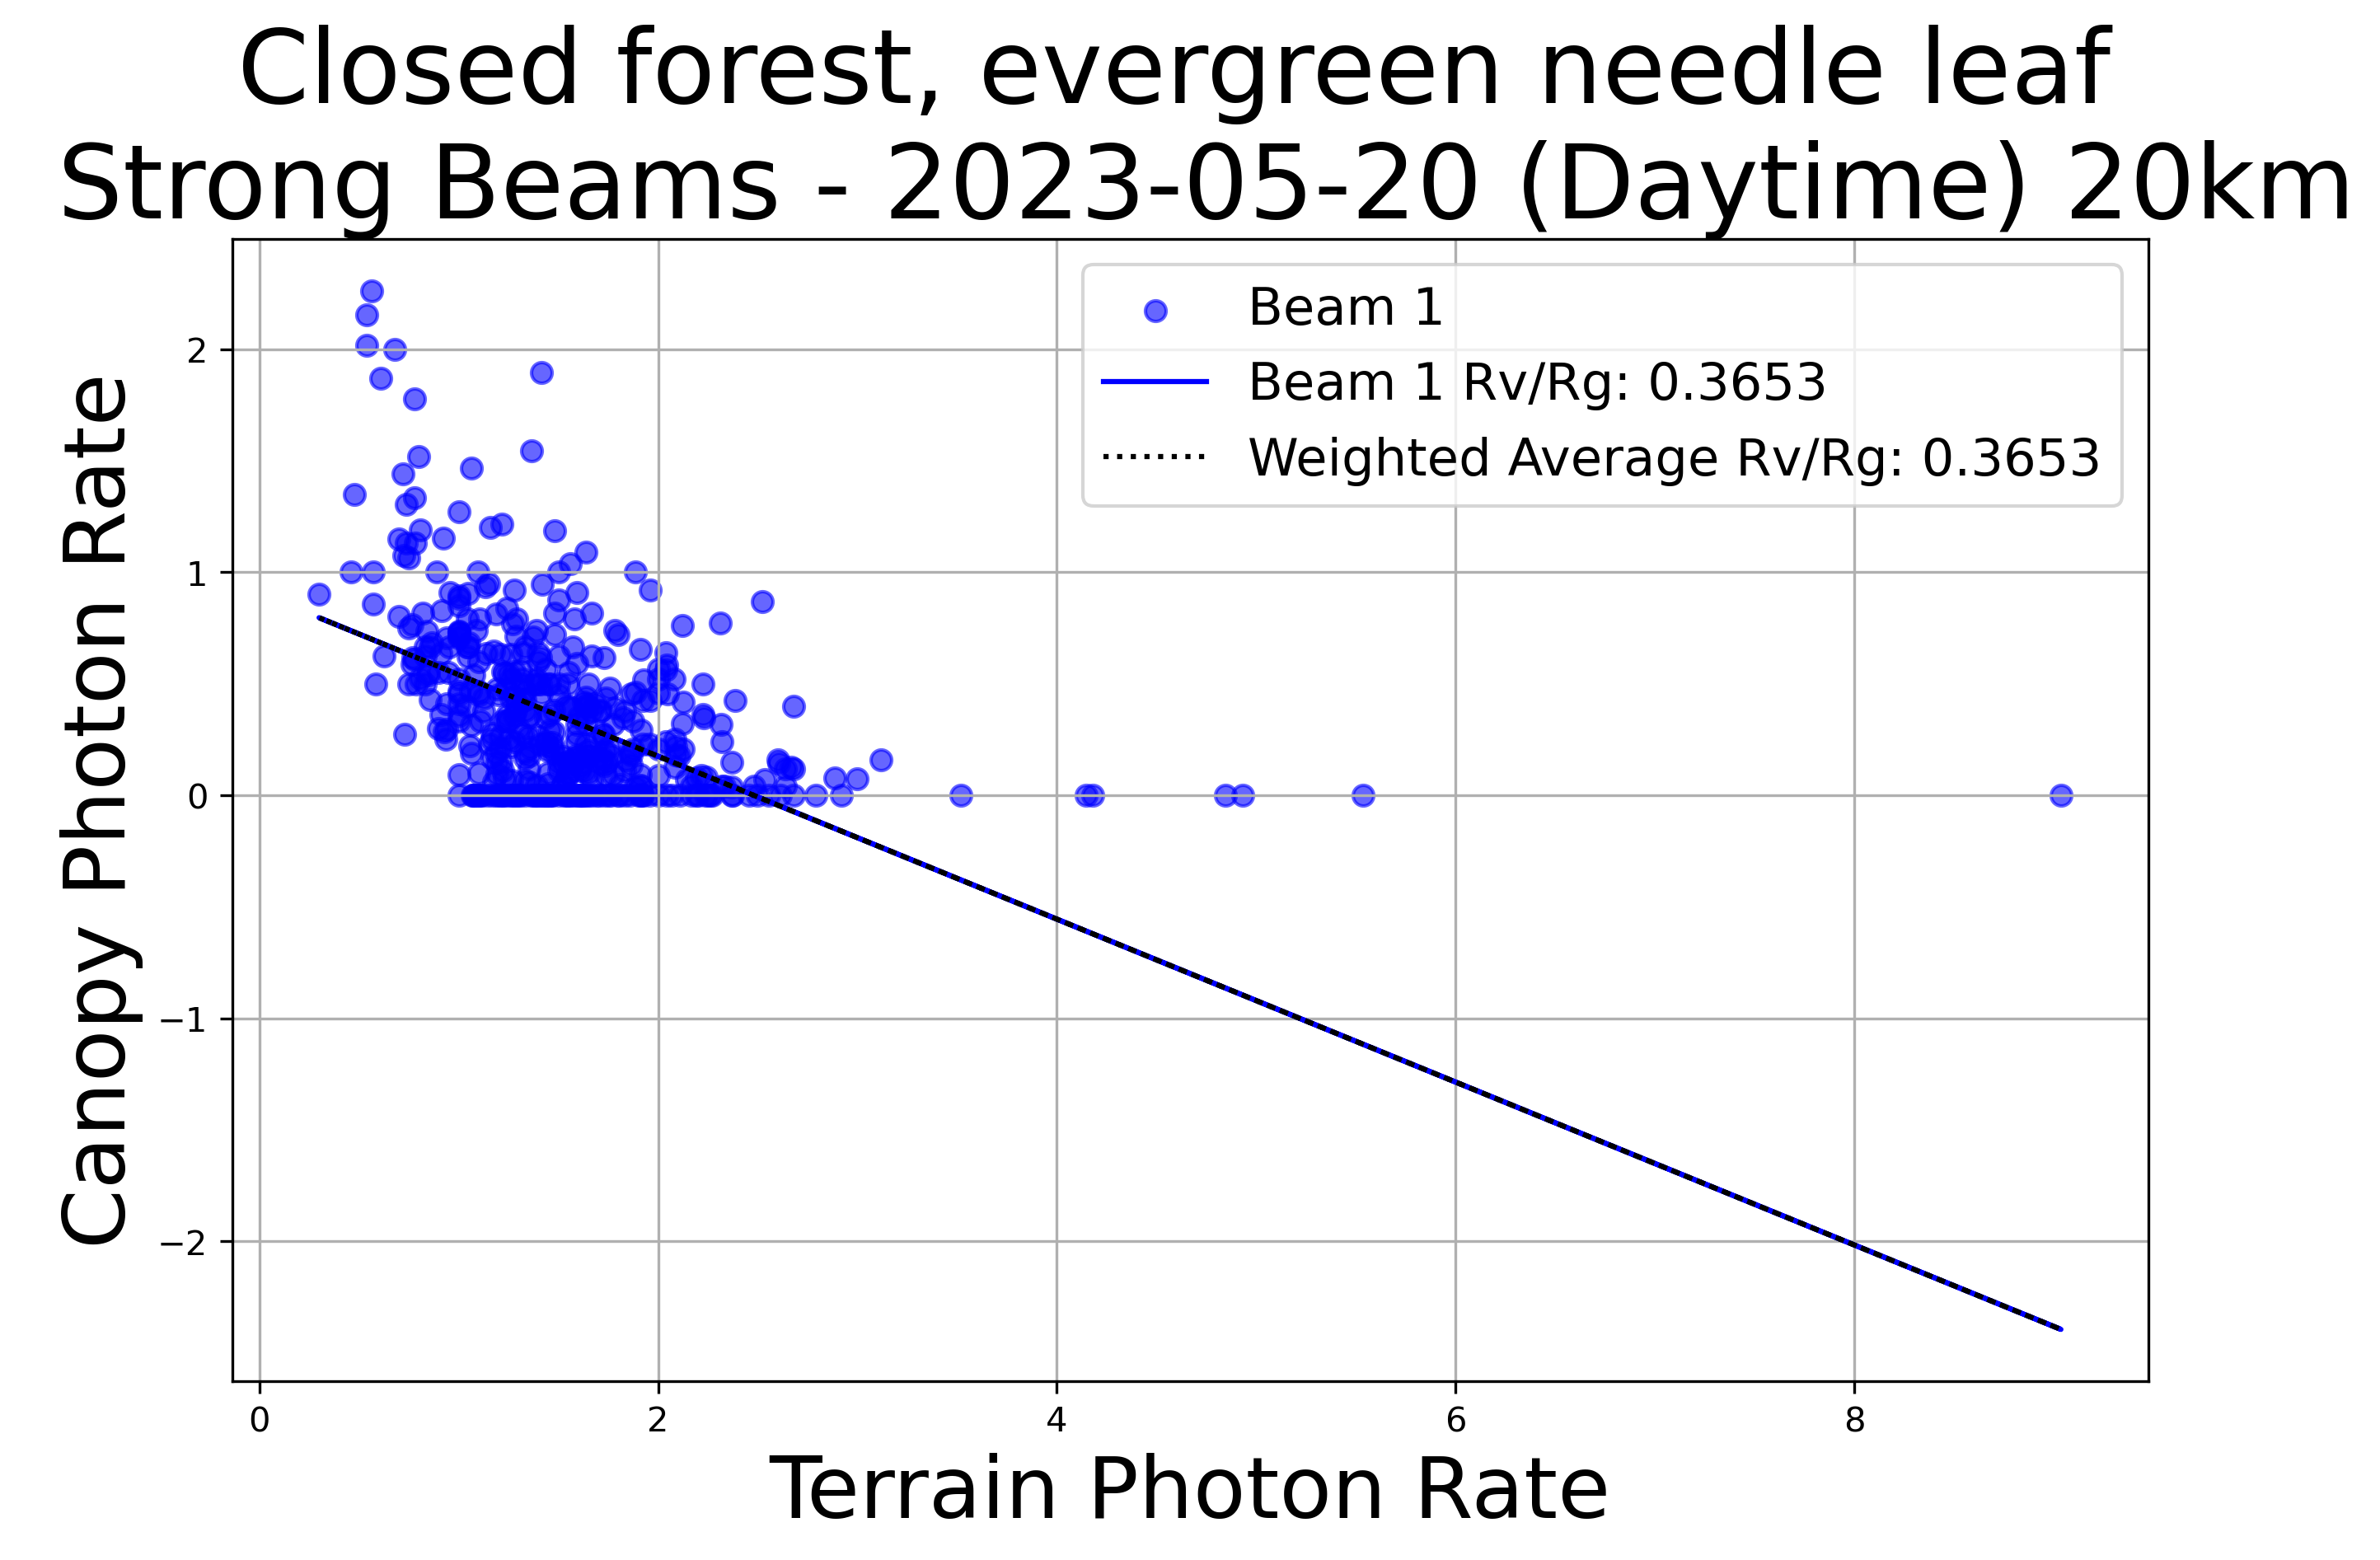 Closed forest, evergreen needle leaf
Strong Beams - 2023-05-20 (Daytime) 20km
Beam 1
Beam 1 Rv/Rg: 0.3653
Weighted Average Rv/Rg: 0.3653
Canopy Photon Rate
2
1
0
−1
−2
0 2 4 6 8
Terrain Photon Rate